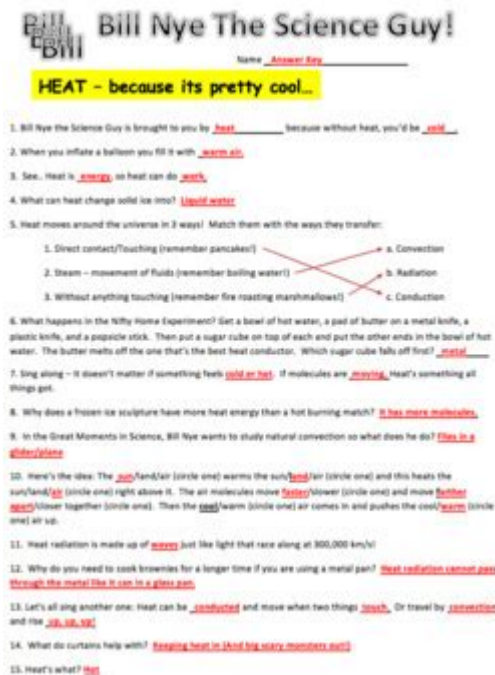 Bill Bill Bill Bill Bill Nye The Science Guy!
Name Answer Key
HEAT – because its pretty cool…
1. Bill Nye the Science Guy is brought to you by heat because without heat, you'd be cold.
2. When you inflate a balloon you fill it with warm air.
3. See.. Heat is energy, so heat can do work.
4. What can heat change solid ice into? Liquid water
5. Heat moves around the universe in 3 ways! Match them with the ways they transfer:
1. Direct contact/Touching (remember pancakes!) a. Convection
2. Steam – movement of fluids (remember boiling water!) b. Radiation
3. Without anything touching (remember fire roasting marshmallows!) c. Conduction
6. What happens in the Nifty Home Experiment? Get a bowl of hot water, a pad of butter on a metal knife, a
plastic knife, and a popsicle stick. Then put a sugar cube on top of each and put the other ends in the bowl of hot
water. The butter melts off the one that's the best heat conductor. Which sugar cube falls off first? metal
7. Sing along – It doesn't matter if something feels cold or hot. If molecules are moving, Heat's something all
things got.
8. Why does a frozen ice sculpture have more heat energy than a hot burning match? It has more molecules.
9. In the Great Moments in Science, Bill Nye wants to study natural convection so what does he do? Flies in a
glider/plane
10. Here's the idea: The sun/land/air (circle one) warms the sun/land/air (circle one) and this heats the
sun/land/air (circle one) right above it. The air molecules move faster/slower (circle one) and move further
apart/closer together (circle one). Then the cool/warm (circle one) air comes in and pushes the cool/warm (circle
one) air up.
11. Heat radiation is made up of waves just like light that race along at 300,000 km/s!
12. Why do you need to cook brownies for a longer time if you are using a metal pan? Heat radiation cannot pass
through the metal like it can in a glass pan.
13. Let's all sing another one: Heat can be conducted and move when two things touch. Or travel by convection
and rise up, up, up!
14. What do curtains help with? Keeping heat in (And big scary monsters out!)
15. Heat's what? Hot